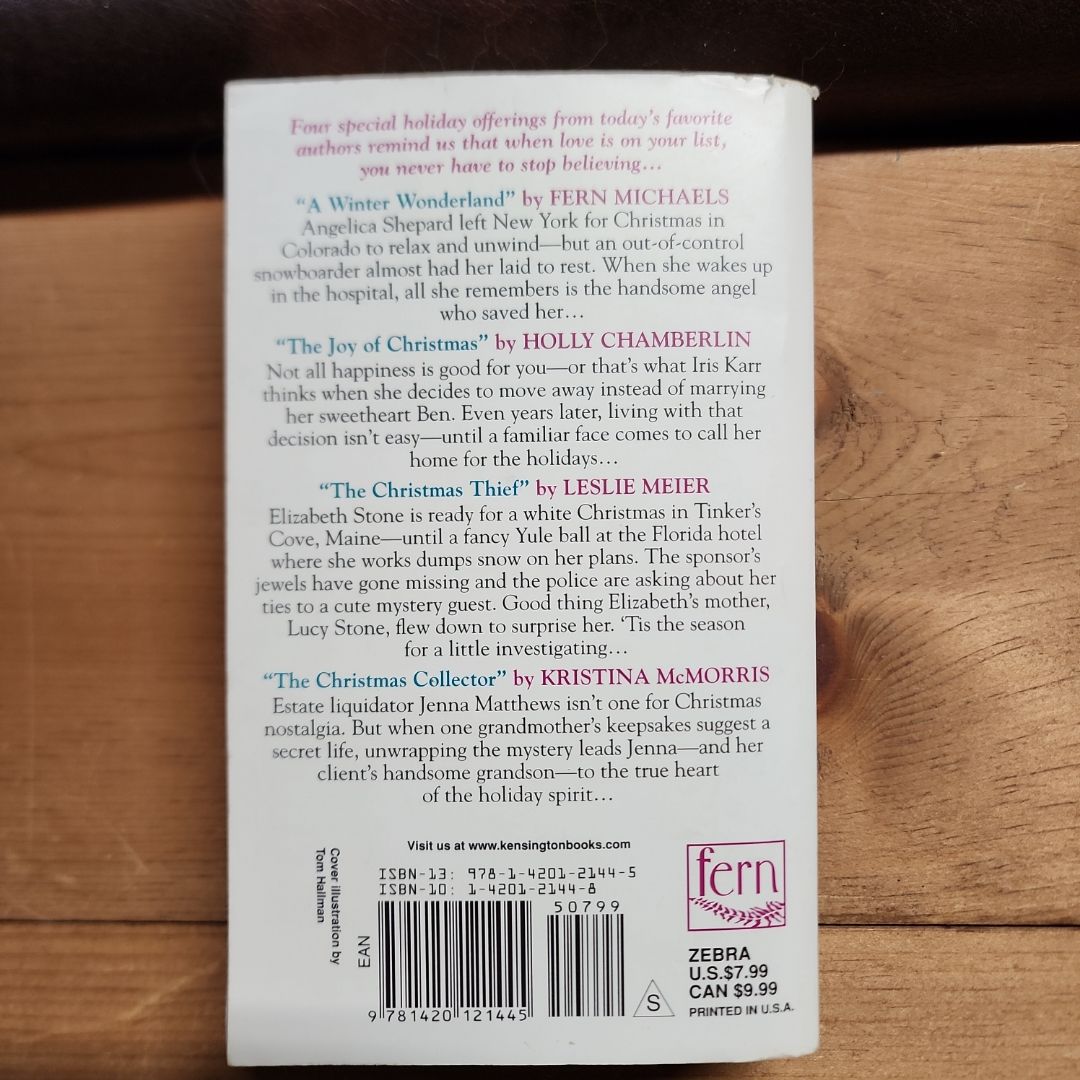 Four special holiday offerings from today's favorite
authors remind us that when love is on your list,
you never have to stop believing...
"A Winter Wonderland" by FERN MICHAELS
Angelica Shepard left New York for Christmas in
Colorado to relax and unwind—but an out-of-control
snowboarder almost had her laid to rest. When she wakes up
in the hospital, all she remembers is the handsome angel
who saved her...
"The Joy of Christmas" by HOLLY CHAMBERLIN
Not all happiness is good for you—or that's what Iris Karr
thinks when she decides to move away instead of marrying
her sweetheart Ben. Even years later, living with that
decision isn't easy—until a familiar face comes to call her
home for the holidays...
"The Christmas Thief" by LESLIE MEIER
Elizabeth Stone is ready for a white Christmas in Tinker's
Cove, Maine—until a fancy Yule ball at the Florida hotel
where she works dumps snow on her plans. The sponsor's
jewels have gone missing and the police are asking about her
ties to a cute mystery guest. Good thing Elizabeth's mother,
Lucy Stone, flew down to surprise her. 'Tis the season
for a little investigating...
"The Christmas Collector" by KRISTINA McMORRIS
Estate liquidator Jenna Matthews isn't one for Christmas
nostalgia. But when one grandmother's keepsakes suggest a
secret life, unwrapping the mystery leads Jenna—and her
client's handsome grandson—to the true heart
of the holiday spirit...
Cover illustration by
Tom Hallman
Visit us at www.kensingtonbooks.com
ISBN-13: 978-1-4201-2144-5
ISBN-10: 1-4201-2144-8
50799
EAN
9 781420 121445
S
fern
ZEBRA
U.S.$7.99
CAN $9.99
PRINTED IN U.S.A.